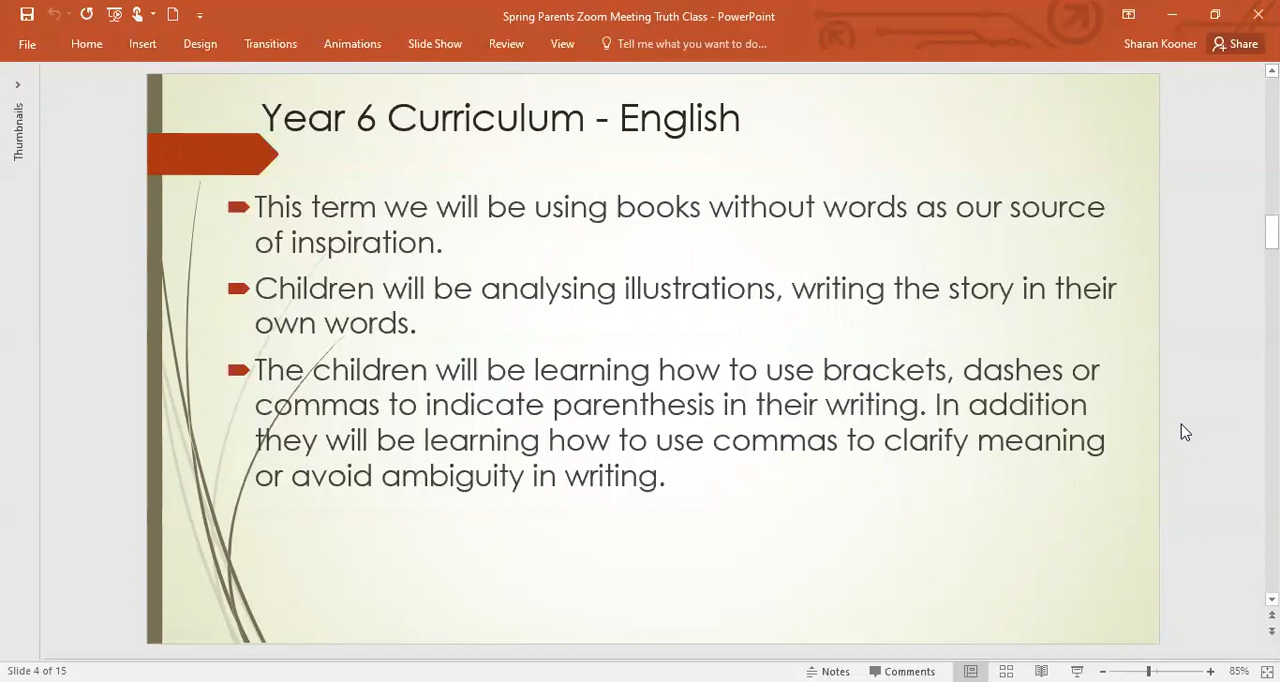 Spring Parents Zoom Meeting Truth Class - PowerPoint
File Home Insert Design Transitions Animations Slide Show Review View Tell me what you want to do... Sharan Kooner Share
Thumbnails
Year 6 Curriculum - English
This term we will be using books without words as our source
of inspiration.
Children will be analysing illustrations, writing the story in their
own words.
The children will be learning how to use brackets, dashes or
commas to indicate parenthesis in their writing. In addition
they will be learning how to use commas to clarify meaning
or avoid ambiguity in writing.
Slide 4 of 15 Notes Comments 85%